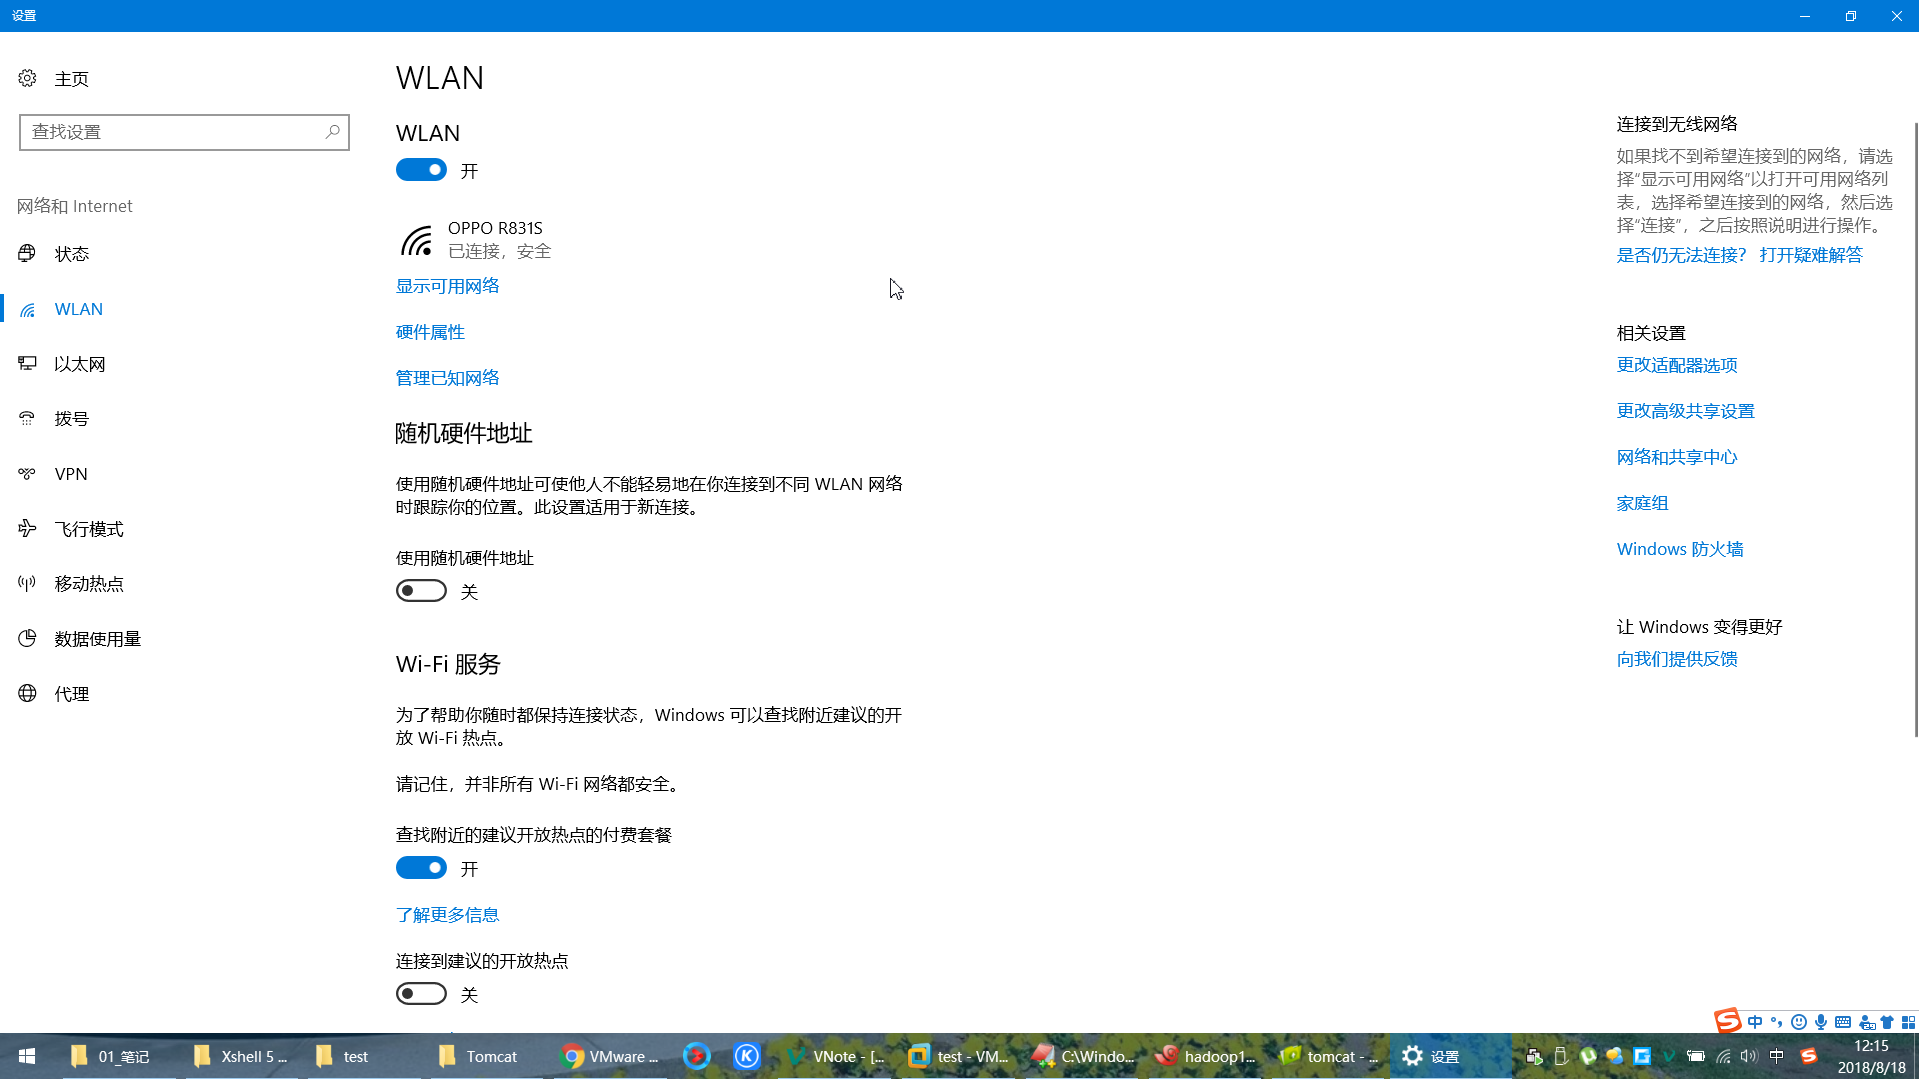 设置
主页
查找设置
网络和 Internet
状态
WLAN
以太网
拨号
VPN
飞行模式
移动热点
数据使用量
代理
WLAN
WLAN
开
OPPO R831S
已连接，安全
显示可用网络
硬件属性
管理已知网络
随机硬件地址
使用随机硬件地址可使他人不能轻易地在你连接到不同 WLAN 网络
时跟踪你的位置。此设置适用于新连接。
使用随机硬件地址
关
Wi-Fi 服务
为了帮助你随时都保持连接状态，Windows 可以查找附近建议的开
放 Wi-Fi 热点。
请记住，并非所有 Wi-Fi 网络都安全。
查找附近的建议开放热点的付费套餐
开
了解更多信息
连接到建议的开放热点
关
连接到无线网络
如果找不到希望连接到的网络，请选
择“显示可用网络”以打开可用网络列
表，选择希望连接到的网络，然后选
择“连接”，之后按照说明进行操作。
是否仍无法连接？ 打开疑难解答
相关设置
更改适配器选项
更改高级共享设置
网络和共享中心
家庭组
Windows 防火墙
让 Windows 变得更好
向我们提供反馈
中
01_笔记
Xshell 5 ...
test
Tomcat
VMware ...
VNote - [...
test - VM...
C:\Windo...
hadoop1...
tomcat - ...
设置
中
12:15
2018/8/18